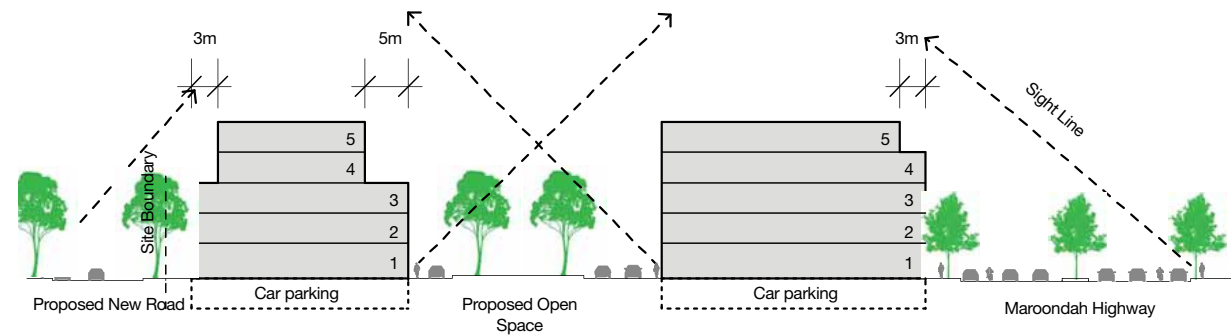 3m
5m
3m
Sight Line
Site Boundary
5
4
3
2
1
5
4
3
2
1
Proposed New Road
Car parking
Proposed Open
Space
Car parking
Maroondah Highway